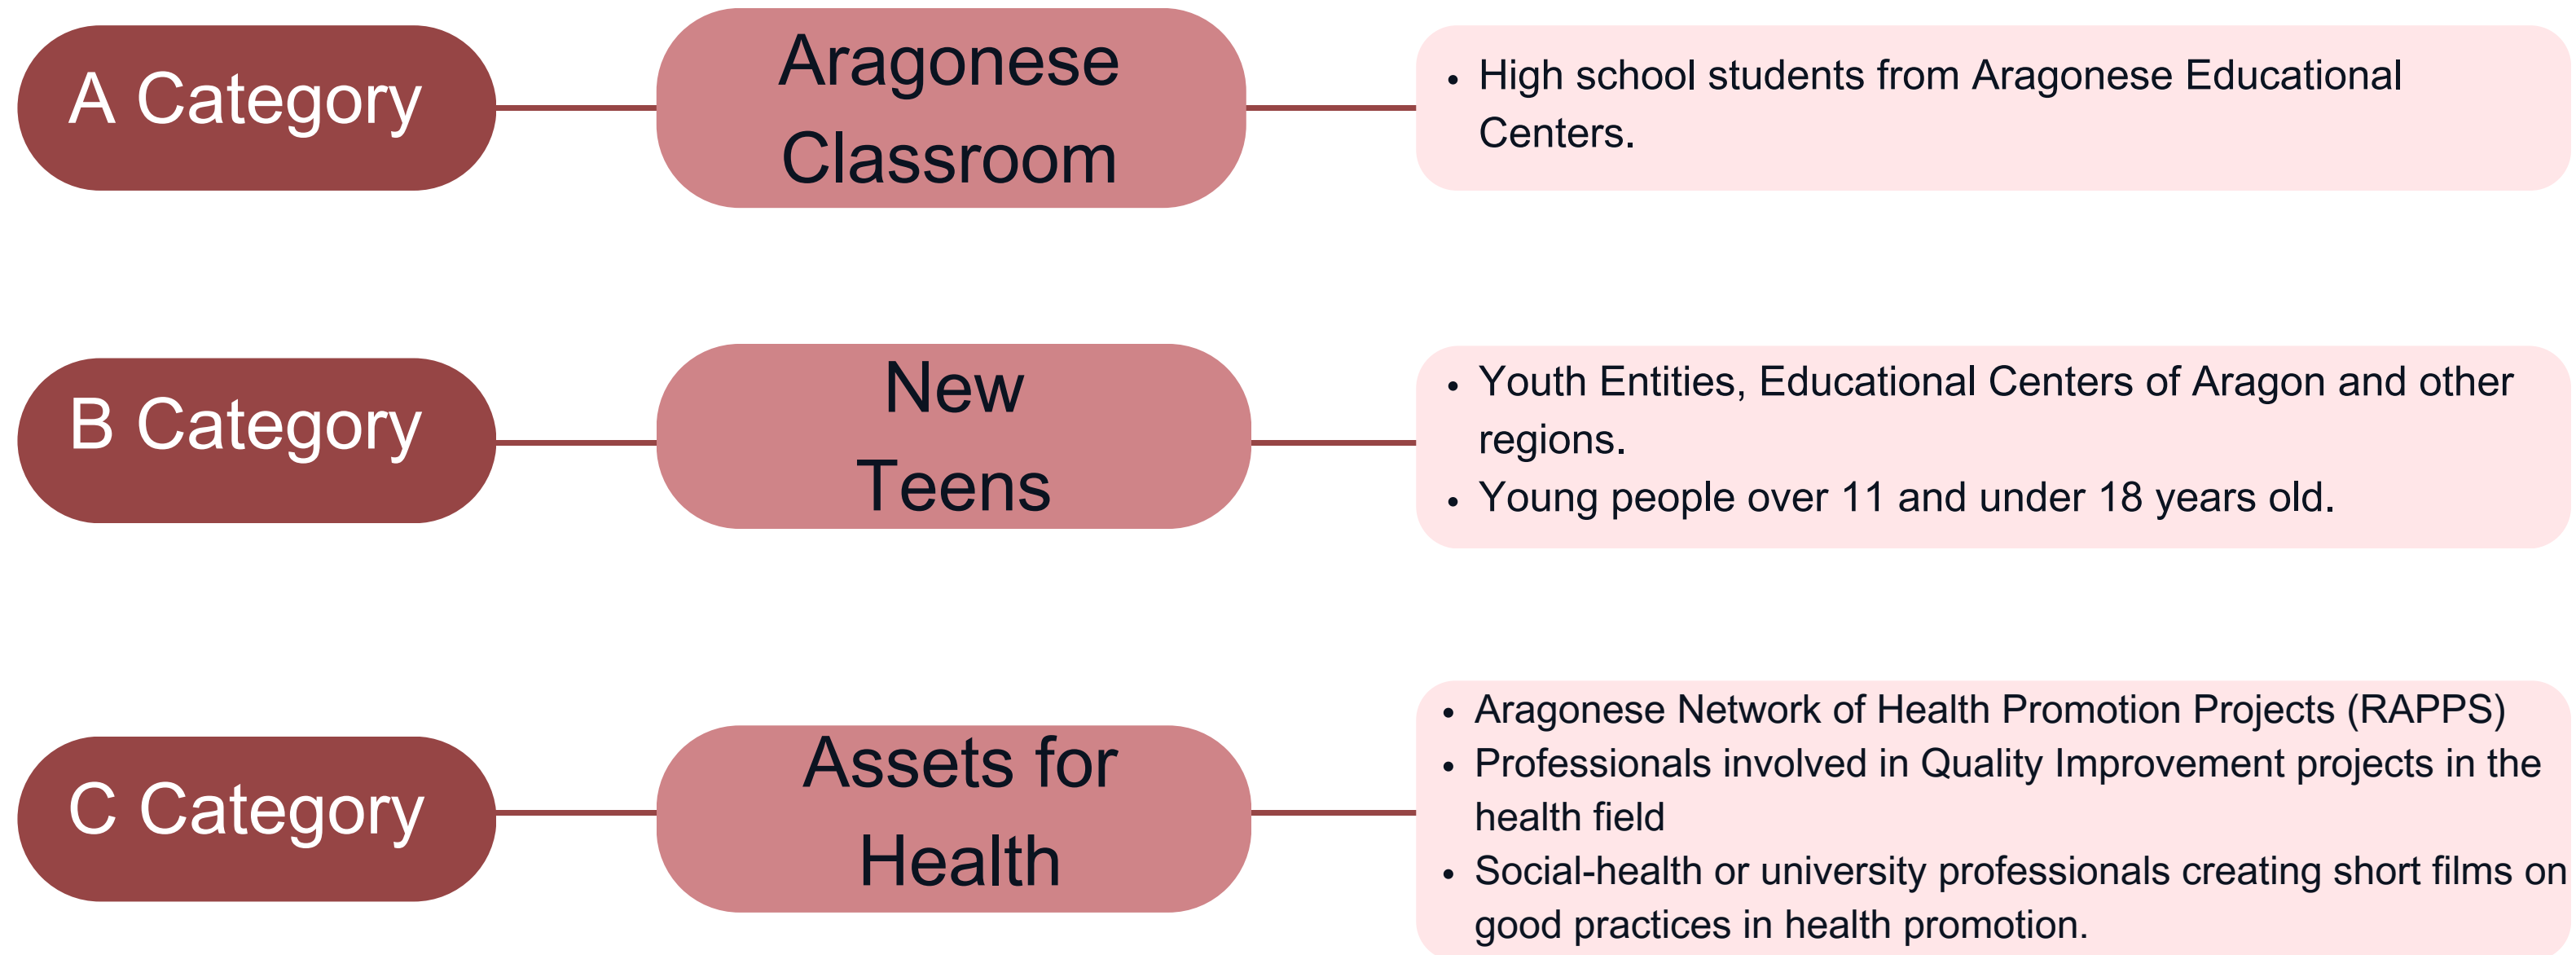 A Category
Aragonese
Classroom
• High school students from Aragonese Educational
Centers.
B Category
New
Teens
• Youth Entities, Educational Centers of Aragon and other
regions.
• Young people over 11 and under 18 years old.
C Category
Assets for
Health
• Aragonese Network of Health Promotion Projects (RAPPS)
• Professionals involved in Quality Improvement projects in the
health field
• Social-health or university professionals creating short films on
good practices in health promotion.